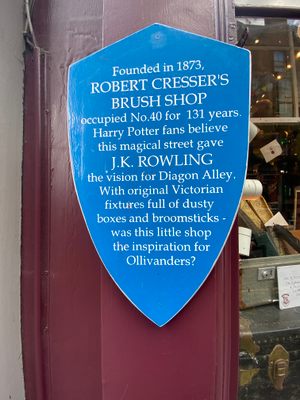 Founded in 1873,
ROBERT CRESSER'S
BRUSH SHOP
occupied No.40 for 131 years.
Harry Potter fans believe
this magical street gave
J.K. ROWLING
the vision for Diagon Alley.
With original Victorian
fixtures full of dusty
boxes and broomsticks -
was this little shop
the inspiration for
Ollivanders?